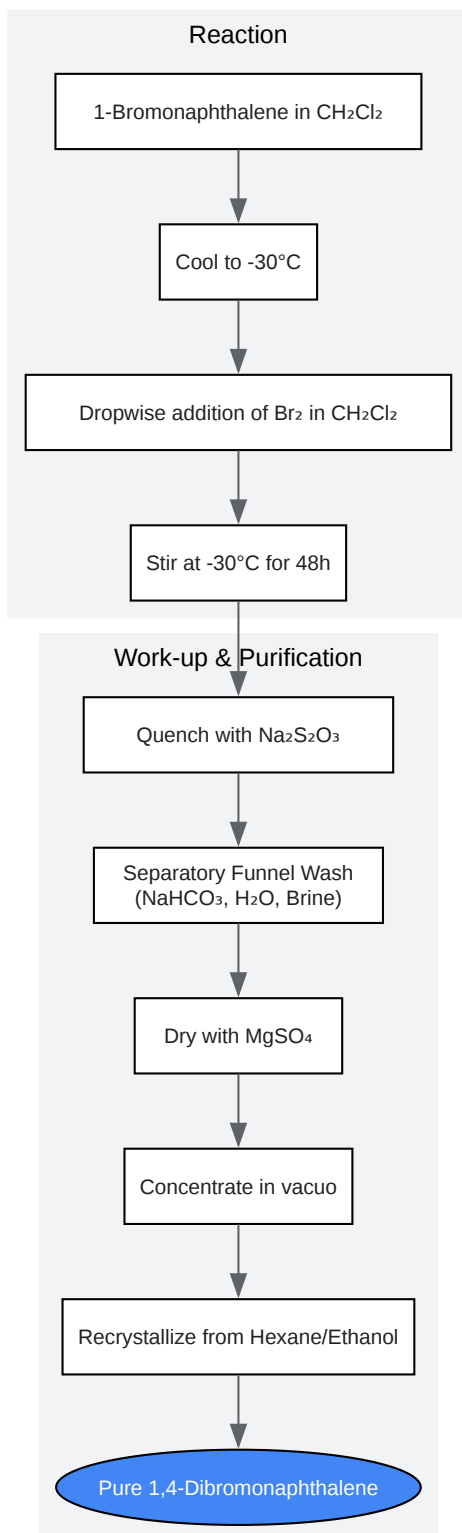 Reaction
1-Bromonaphthalene in CH₂Cl₂
Cool to -30°C
Dropwise addition of Br₂ in CH₂Cl₂
Stir at -30°C for 48h
Work-up & Purification
Quench with Na₂S₂O₃
Separatory Funnel Wash
(NaHCO₃, H₂O, Brine)
Dry with MgSO₄
Concentrate in vacuo
Recrystallize from Hexane/Ethanol
Pure 1,4-Dibromonaphthalene